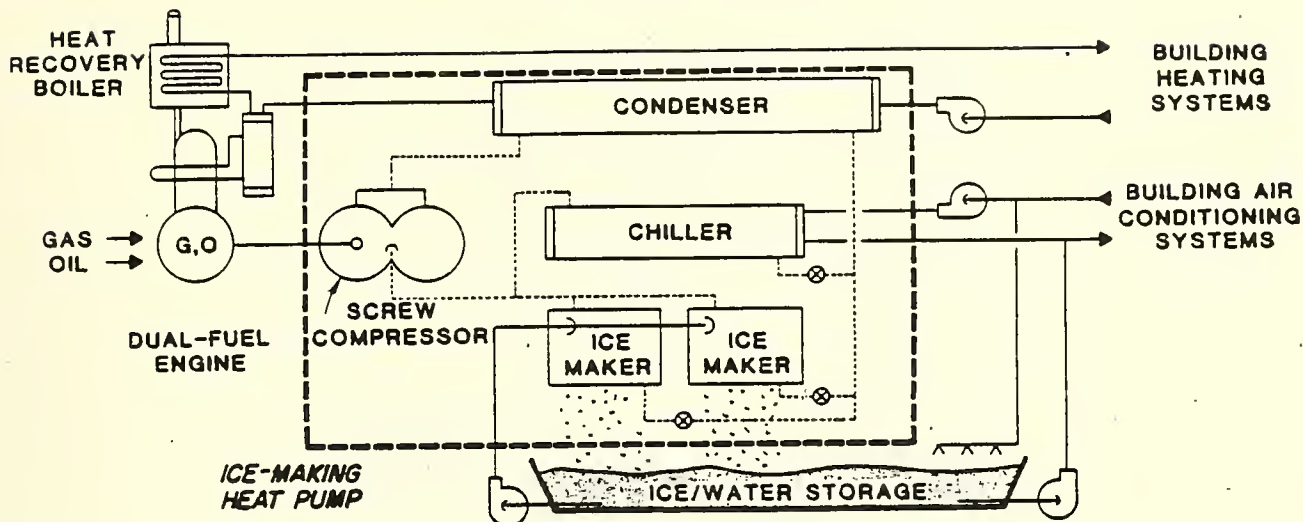 HEAT
RECOVERY
BOILER
BUILDING
HEATING
SYSTEMS
CONDENSER
BUILDING AIR
CONDITIONING
SYSTEMS
CHILLER
GAS
OIL
G,O
SCREW
COMPRESSOR
DUAL-FUEL
ENGINE
ICE
MAKER
ICE
MAKER
ICE-MAKING
HEAT PUMP
ICE/WATER STORAGE